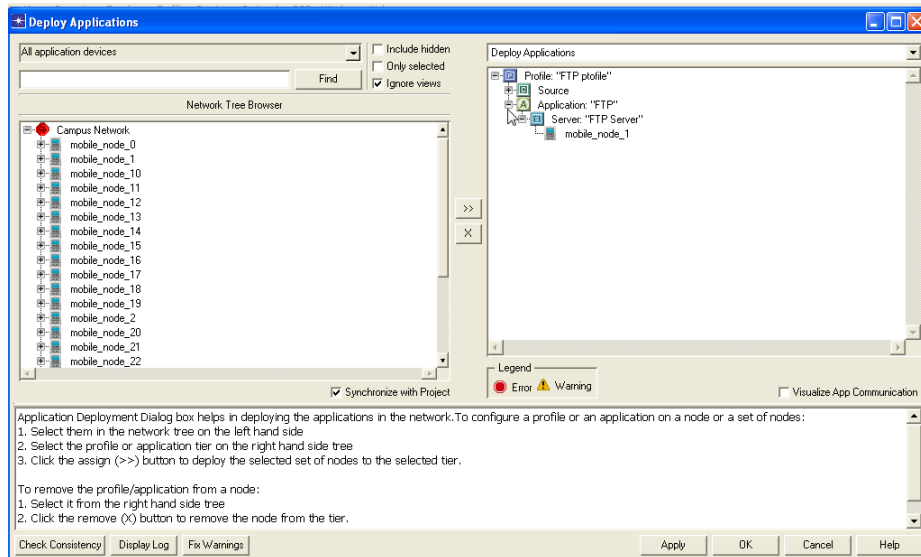 Deploy Applications
All application devices
Include hidden
Only selected
Find
Ignore views
Network Tree Browser
Campus Network
mobile_node_0
mobile_node_1
mobile_node_10
mobile_node_11
mobile_node_12
mobile_node_13
mobile_node_14
mobile_node_15
mobile_node_16
mobile_node_17
mobile_node_18
mobile_node_19
mobile_node_2
mobile_node_20
mobile_node_21
mobile_node_22
Synchronize with Project
>>
X
Deploy Applications
Profile: "FTP ptofile"
Source
Application: "FTP"
Server: "FTP Server"
mobile_node_1
Legend
Error Warning
Visualize App Communication
Application Deployment Dialog box helps in deploying the applications in the network.To configure a profile or an application on a node or a set of nodes:
1. Select them in the network tree on the left hand side
2. Select the profile or application tier on the right hand side tree
3. Click the assign (>>) button to deploy the selected set of nodes to the selected tier.
To remove the profile/application from a node:
1. Select it from the right hand side tree
2. Click the remove (X) button to remove the node from the tier.
Check Consistency Display Log Fix Warnings Apply OK Cancel Help